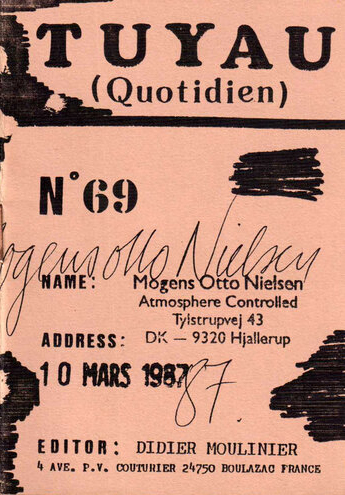 TUYAU
(Quotidien)
N° 69
Mogens Otto Nielsen
NAME: Mogens Otto Nielsen
Atmosphere Controlled
Tylstrupvej 43
ADDRESS: DK – 9320 Hjallerup
10 MARS 1987
87.
EDITOR: DIDIER MOULINIER
4 AVE. P.V. COUTURIER 24750 BOULAZAC FRANCE